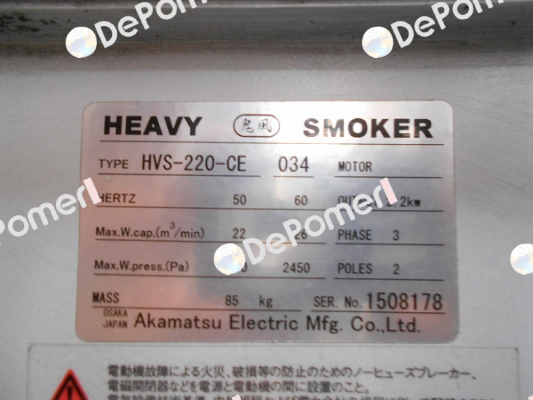 DePomerl
DePomerl
HEAVY 鬼風 SMOKER
TYPE HVS-220-CE 034 MOTOR
HERTZ 50 60 2kw
Max.W.cap.(m³/min) 22 26 PHASE 3
Max.W.press.(Pa) 2450 POLES 2
MASS 85 kg SER. No. 1508178
OSAKA JAPAN Akamatsu Electric Mfg. Co.,Ltd.
電動機故障による火災、破損等の防止のためのノーヒューズブレーカー、
電磁開閉器などを電源と電動機の間に設置のこと。
DePomerl
DePomerl